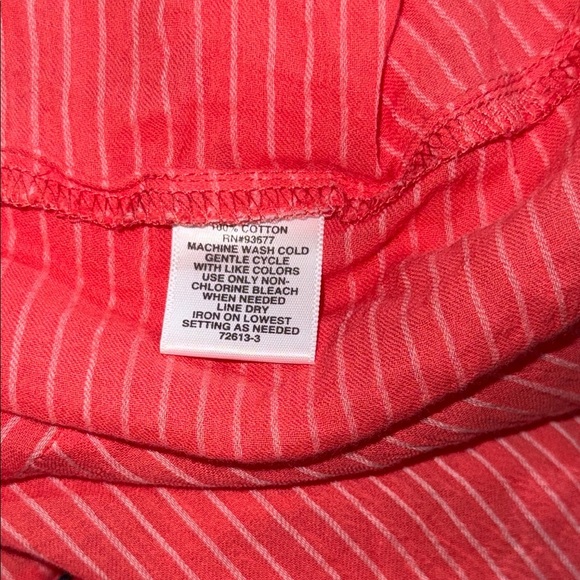 100% COTTON
RN#93677
MACHINE WASH COLD
GENTLE CYCLE
WITH LIKE COLORS
USE ONLY NON-
CHLORINE BLEACH
WHEN NEEDED
LINE DRY
IRON ON LOWEST
SETTING AS NEEDED
72613-3